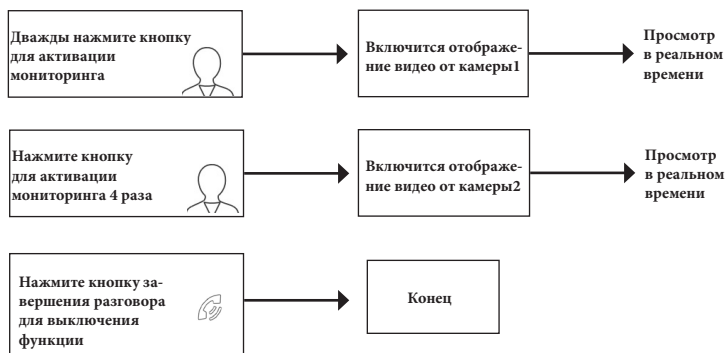 Дважды нажмите кнопку
для активации
мониторинга
Включится отображе-
ние видео от камеры1
Просмотр
в реальном
времени
Нажмите кнопку
для активации
мониторинга 4 раза
Включится отображе-
ние видео от камеры2
Просмотр
в реальном
времени
Нажмите кнопку за-
вершения разговора
для выключения
функции
Конец